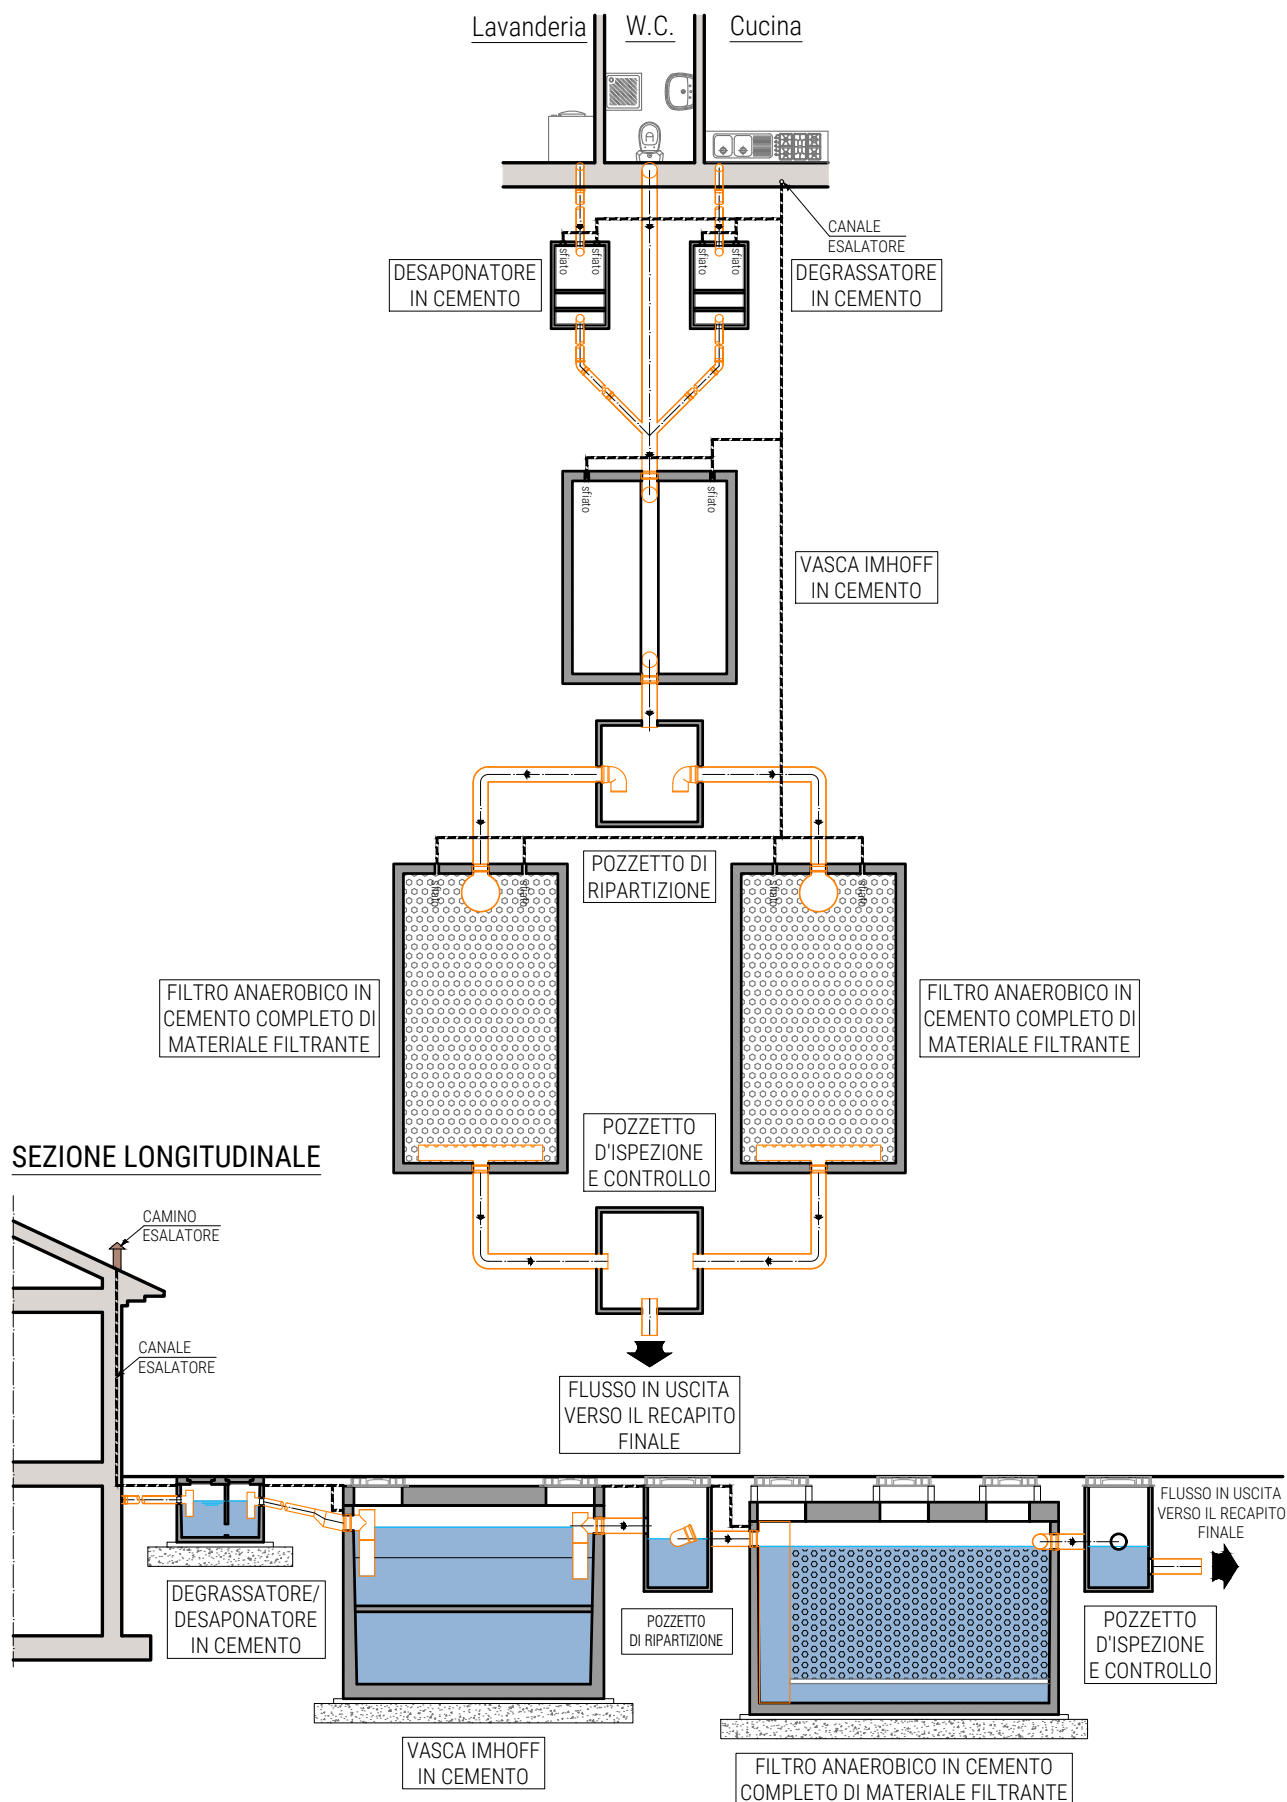 Lavanderia
W.C.
Cucina
CANALE
ESALATORE
sfiato
sfiato
sfiato
sfiato
DESAPONATORE
IN CEMENTO
DEGRASSATORE
IN CEMENTO
sfiato
sfiato
VASCA IMHOFF
IN CEMENTO
POZZETTO DI
RIPARTIZIONE
sfiato
sfiato
sfiato
sfiato
FILTRO ANAEROBICO IN
CEMENTO COMPLETO DI
MATERIALE FILTRANTE
FILTRO ANAEROBICO IN
CEMENTO COMPLETO DI
MATERIALE FILTRANTE
POZZETTO
D'ISPEZIONE
E CONTROLLO
SEZIONE LONGITUDINALE
CAMINO
ESALATORE
CANALE
ESALATORE
FLUSSO IN USCITA
VERSO IL RECAPITO
FINALE
FLUSSO IN USCITA
VERSO IL RECAPITO
FINALE
DEGRASSATORE/
DESAPONATORE
IN CEMENTO
POZZETTO
DI RIPARTIZIONE
POZZETTO
D'ISPEZIONE
E CONTROLLO
VASCA IMHOFF
IN CEMENTO
FILTRO ANAEROBICO IN CEMENTO
COMPLETO DI MATERIALE FILTRANTE